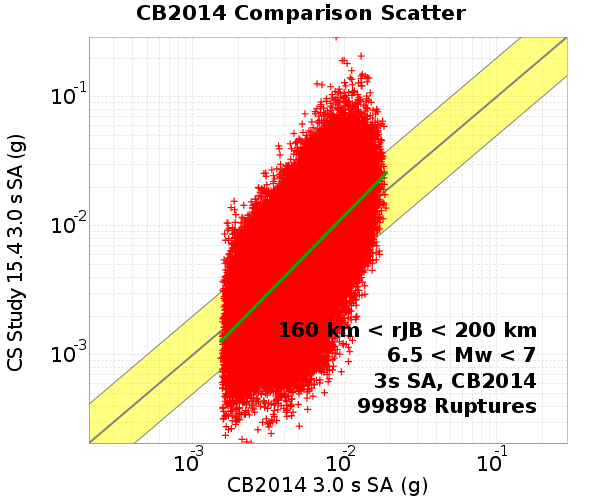 CB2014 Comparison Scatter
CS Study 15.4 3.0 s SA (g)
10-1
10-2
10-3
160 km < rJB < 200 km
6.5 < Mw < 7
3s SA, CB2014
99898 Ruptures
10-3 10-2 10-1
CB2014 3.0 s SA (g)